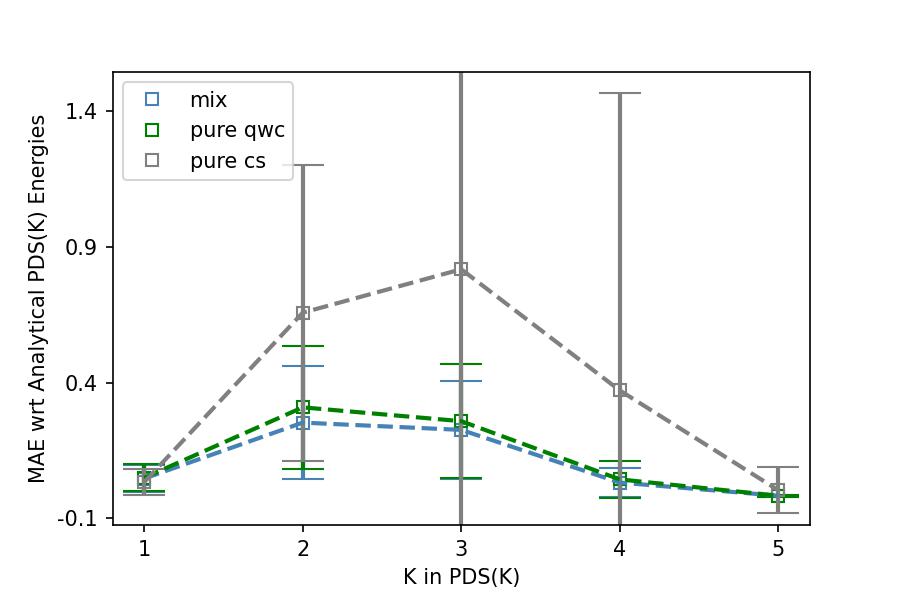 mix
pure qwc
pure cs
MAE wrt Analytical PDS(K) Energies
1.4
0.9
0.4
-0.1
1 2 3 4 5
K in PDS(K)